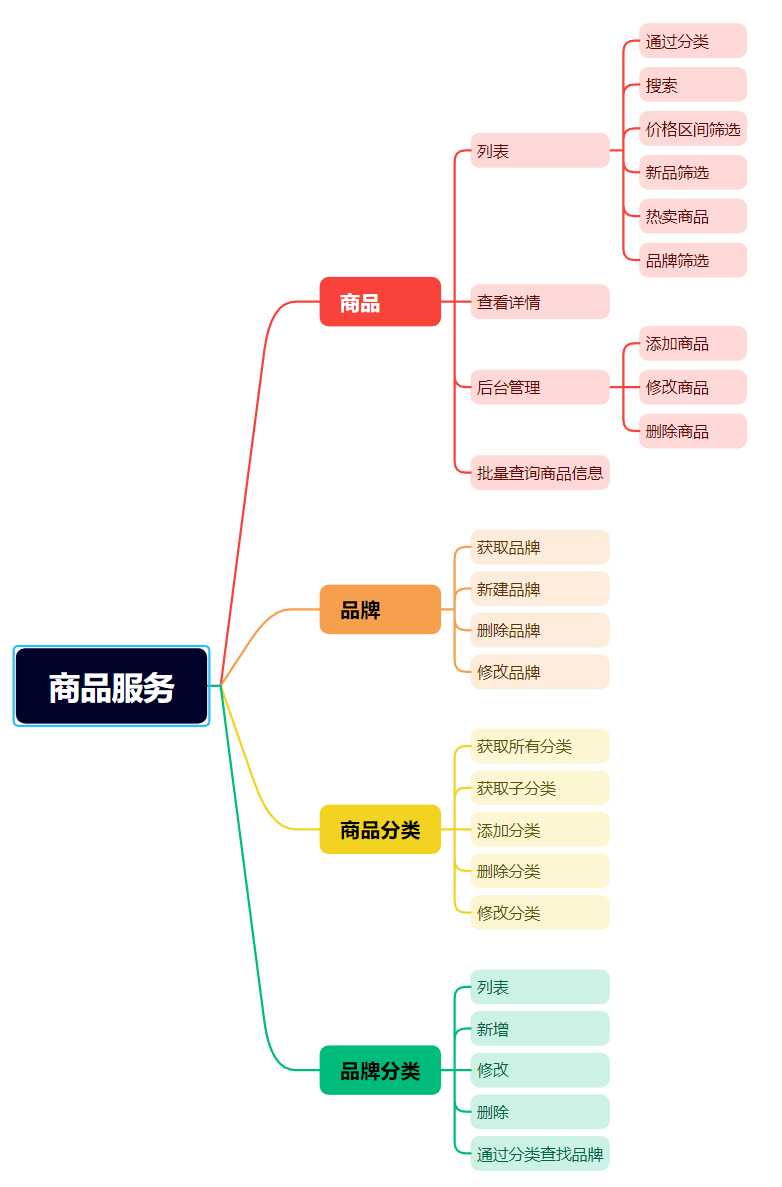 商品服务
商品
列表
通过分类
搜索
价格区间筛选
新品筛选
热卖商品
品牌筛选
查看详情
后台管理
添加商品
修改商品
删除商品
批量查询商品信息
品牌
获取品牌
新建品牌
删除品牌
修改品牌
商品分类
获取所有分类
获取子分类
添加分类
删除分类
修改分类
品牌分类
列表
新增
修改
删除
通过分类查找品牌